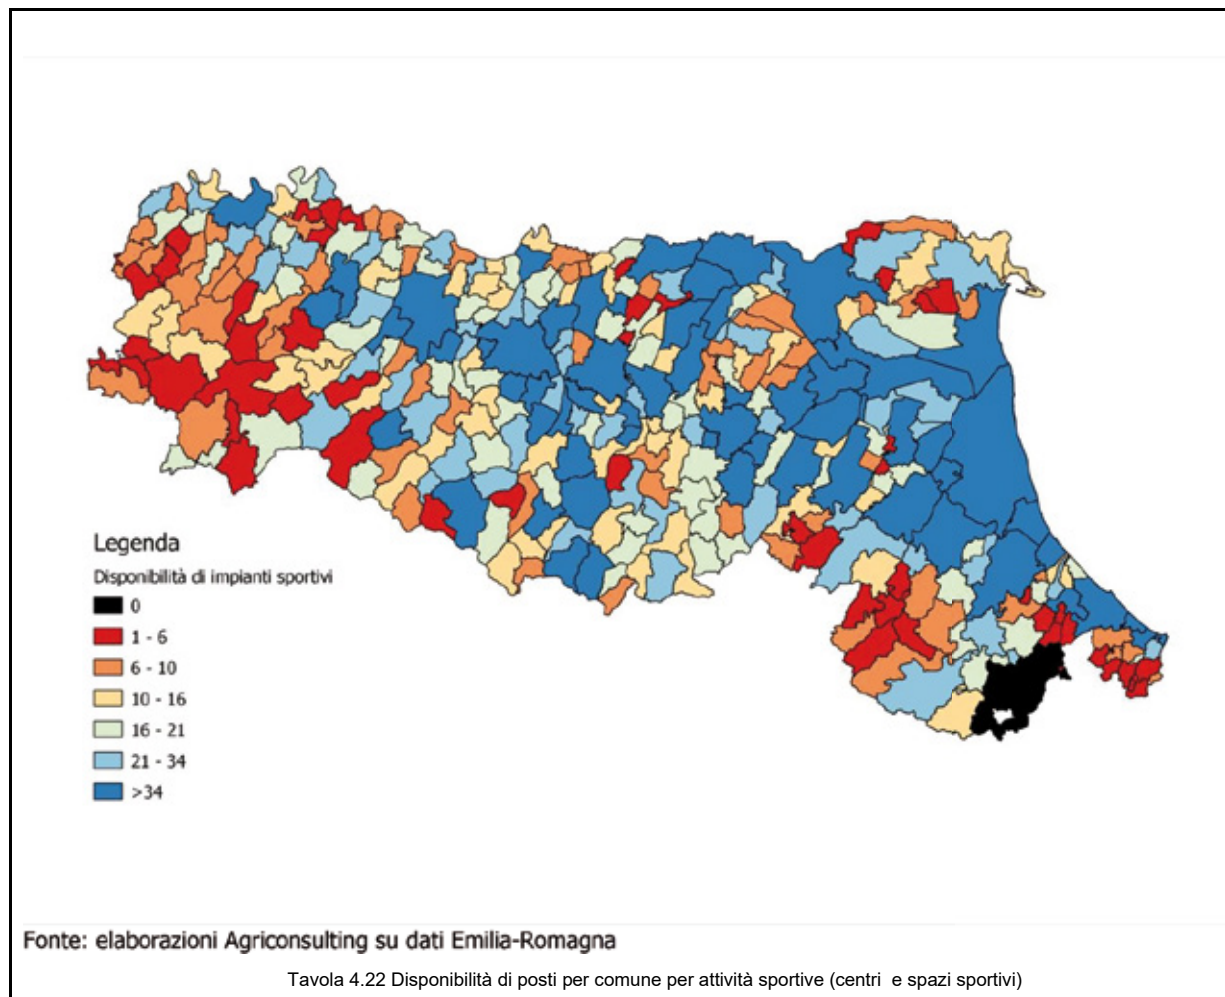 Legenda
Disponibilità di impianti sportivi
0
1 - 6
6 - 10
10 - 16
16 - 21
21 - 34
>34
Fonte: elaborazioni Agriconsulting su dati Emilia-Romagna
Tavola 4.22 Disponibilità di posti per comune per attività sportive (centri e spazi sportivi)